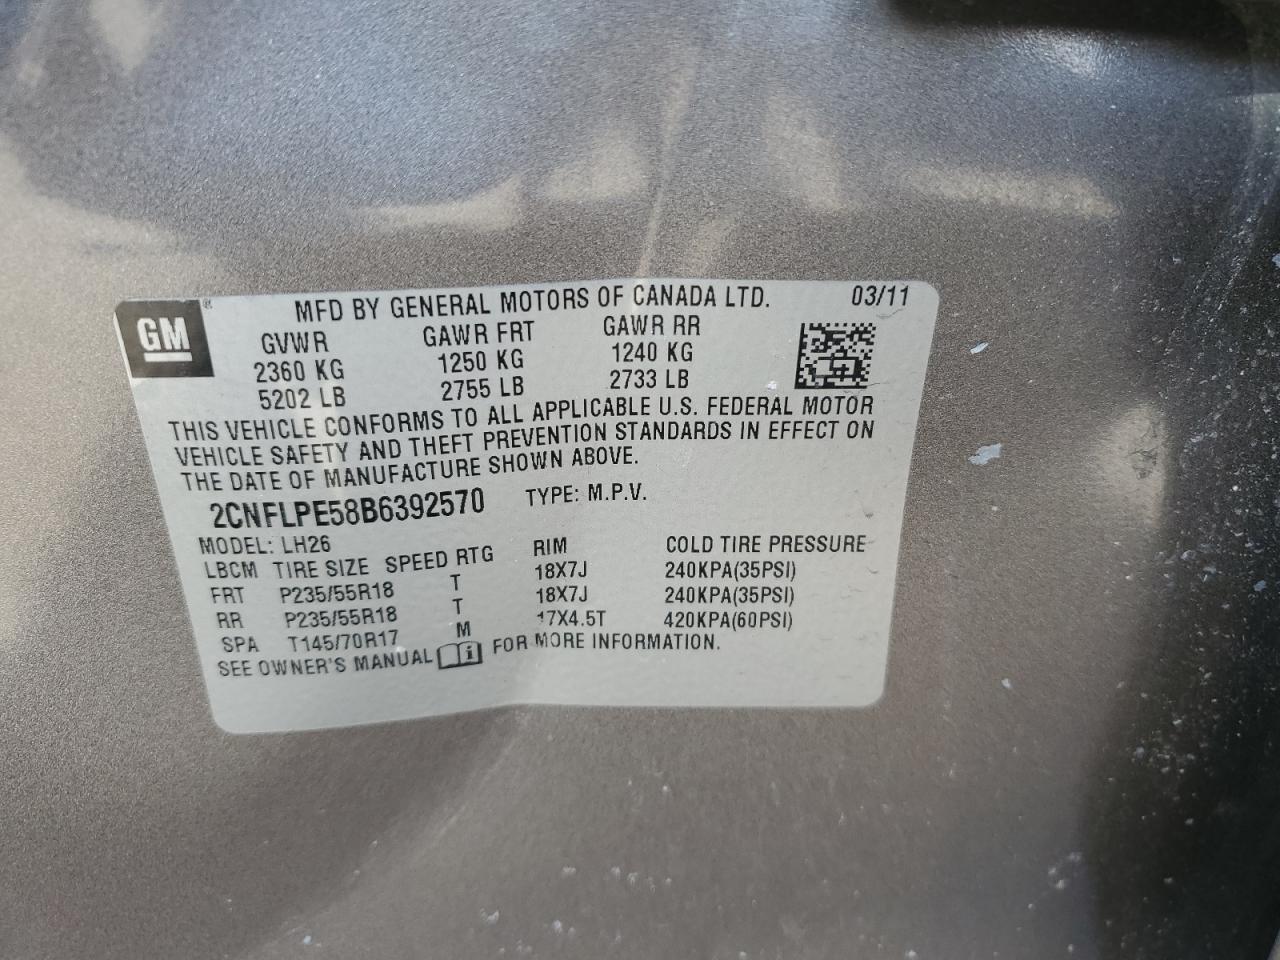 GM
MFD BY GENERAL MOTORS OF CANADA LTD. 03/11
GVWR GAWR FRT GAWR RR
2360 KG 1250 KG 1240 KG
5202 LB 2755 LB 2733 LB
THIS VEHICLE CONFORMS TO ALL APPLICABLE U.S. FEDERAL MOTOR
VEHICLE SAFETY AND THEFT PREVENTION STANDARDS IN EFFECT ON
THE DATE OF MANUFACTURE SHOWN ABOVE.
2CNFLPE58B6392570 TYPE: M.P.V.
MODEL: LH26
LBCM TIRE SIZE SPEED RTG RIM COLD TIRE PRESSURE
FRT P235/55R18 T 18X7J 240KPA(35PSI)
RR P235/55R18 T 18X7J 240KPA(35PSI)
SPA T145/70R17 M 17X4.5T 420KPA(60PSI)
SEE OWNER'S MANUAL i FOR MORE INFORMATION.